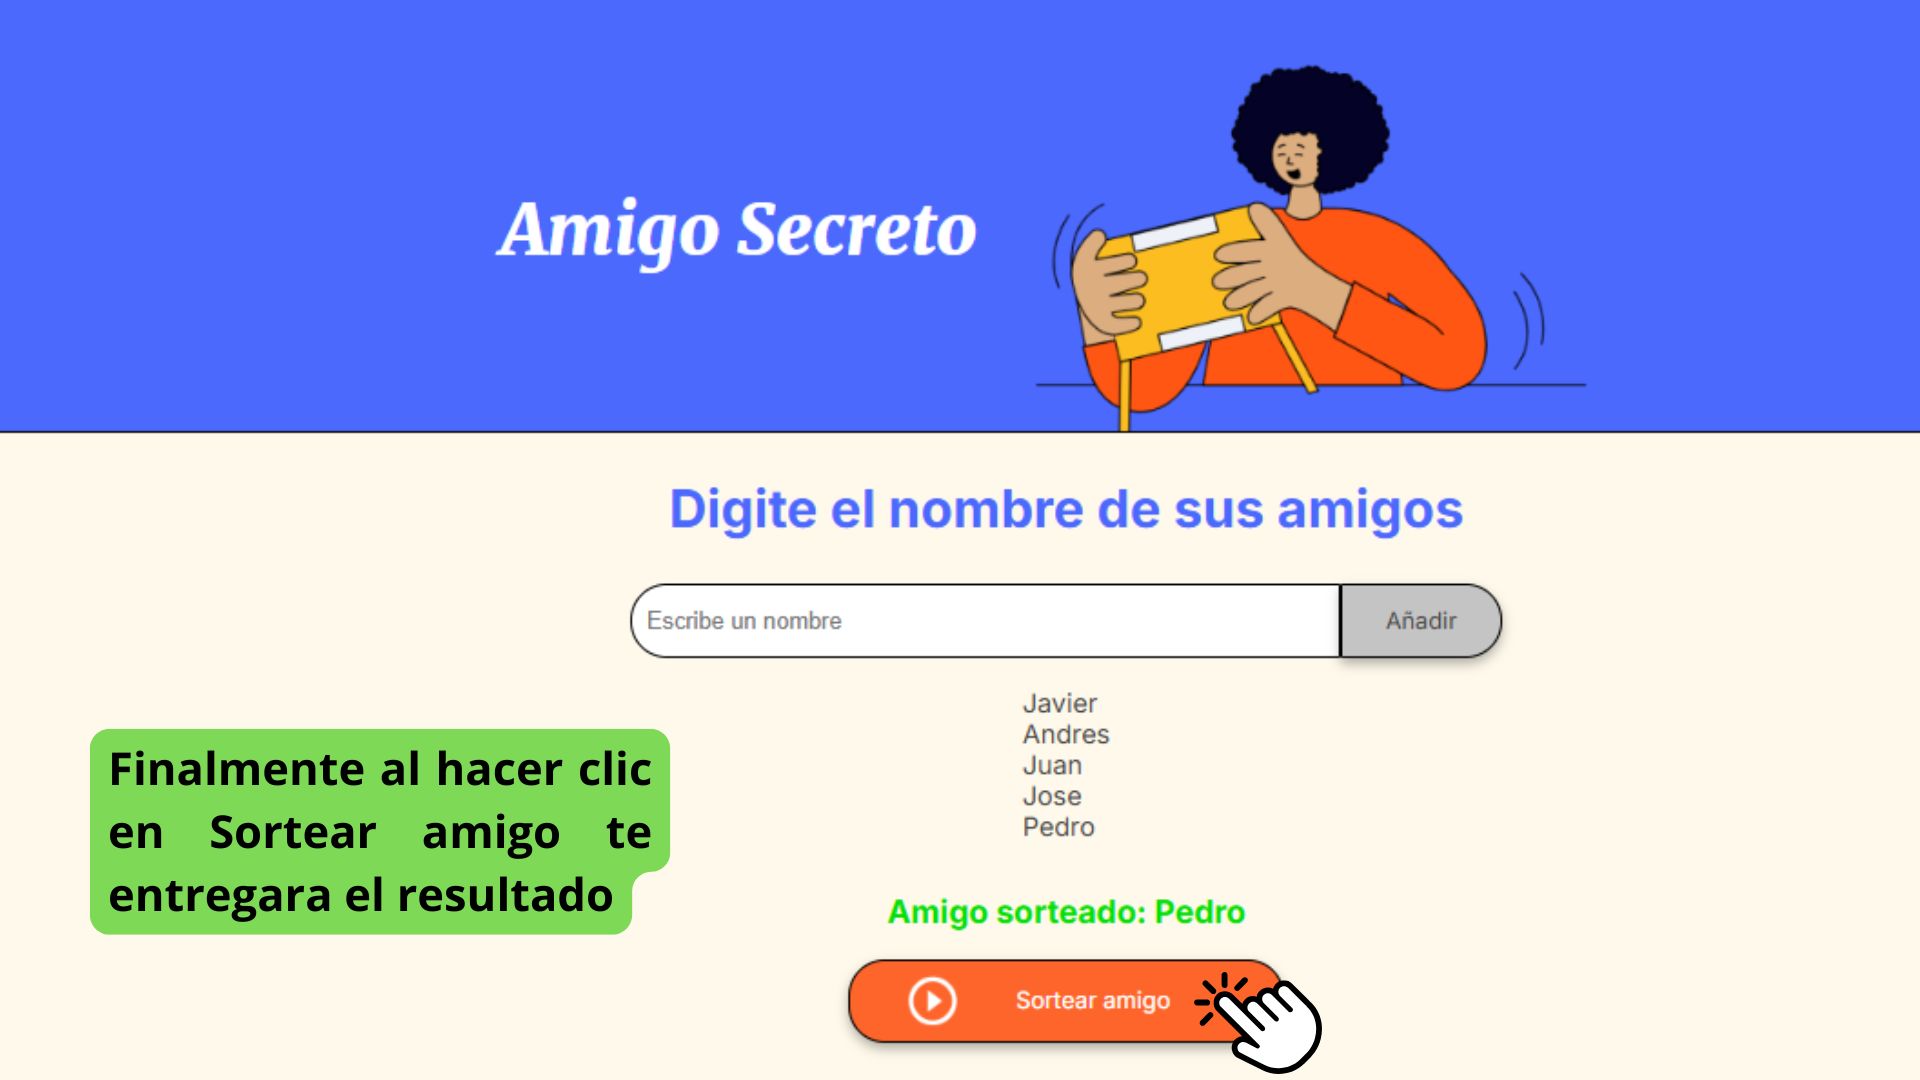 Amigo Secreto
Digite el nombre de sus amigos
Escribe un nombre
Añadir
Javier
Andres
Juan
Jose
Pedro
Finalmente al hacer clic
en Sortear amigo te
entregara el resultado
Amigo sorteado: Pedro
Sortear amigo